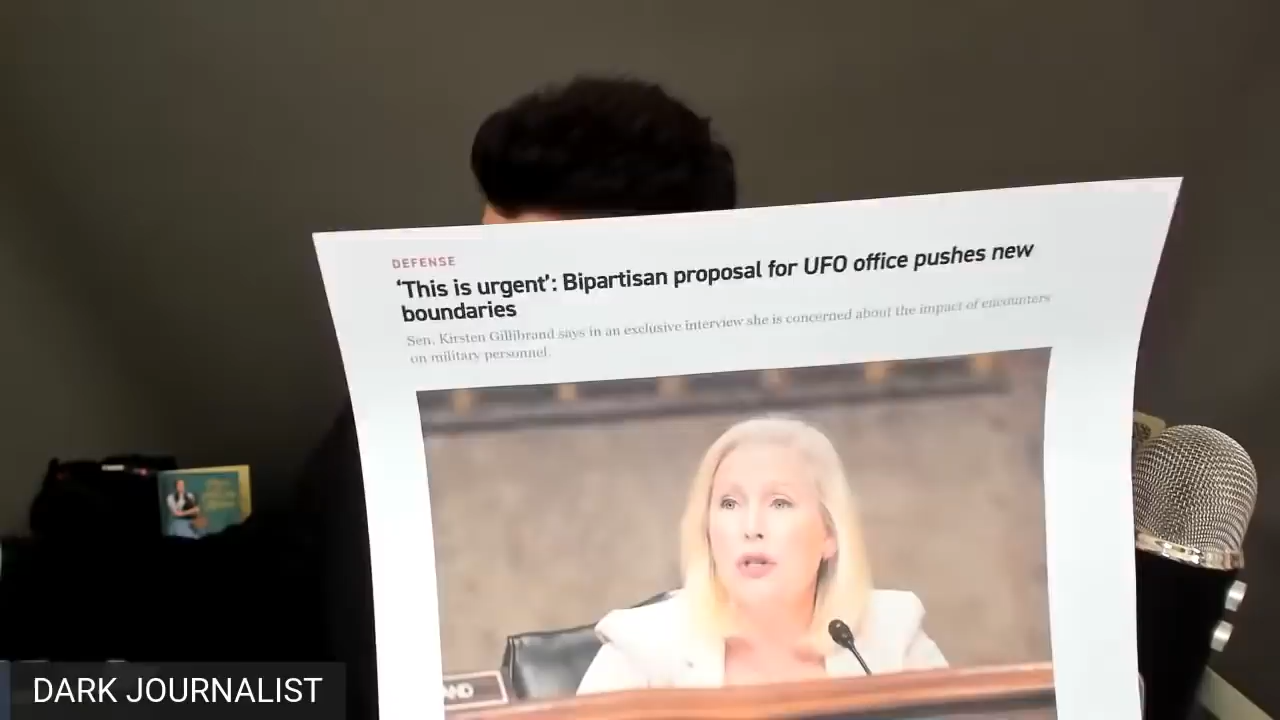 DEFENSE
‘This is urgent’: Bipartisan proposal for UFO office pushes new
boundaries
Sen. Kirsten Gillibrand says in an exclusive interview she is concerned about the impact of encounters
on military personnel.
AND
DARK JOURNALIST